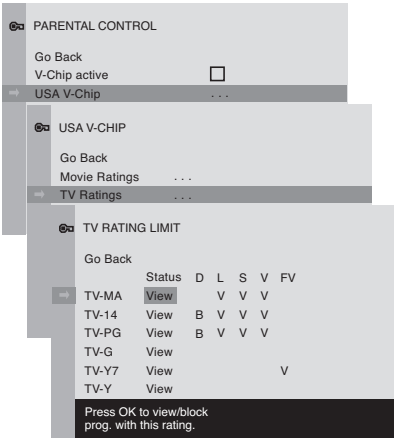 PARENTAL CONTROL
Go Back
V-Chip active
USA V-Chip ...
USA V-CHIP
Go Back
Movie Ratings ...
TV Ratings ...
TV RATING LIMIT
Go Back
Status D L S V FV
TV-MA View V V V
TV-14 View B V V V
TV-PG View B V V V
TV-G View
TV-Y7 View V
TV-Y View
Press OK to view/block
prog. with this rating.